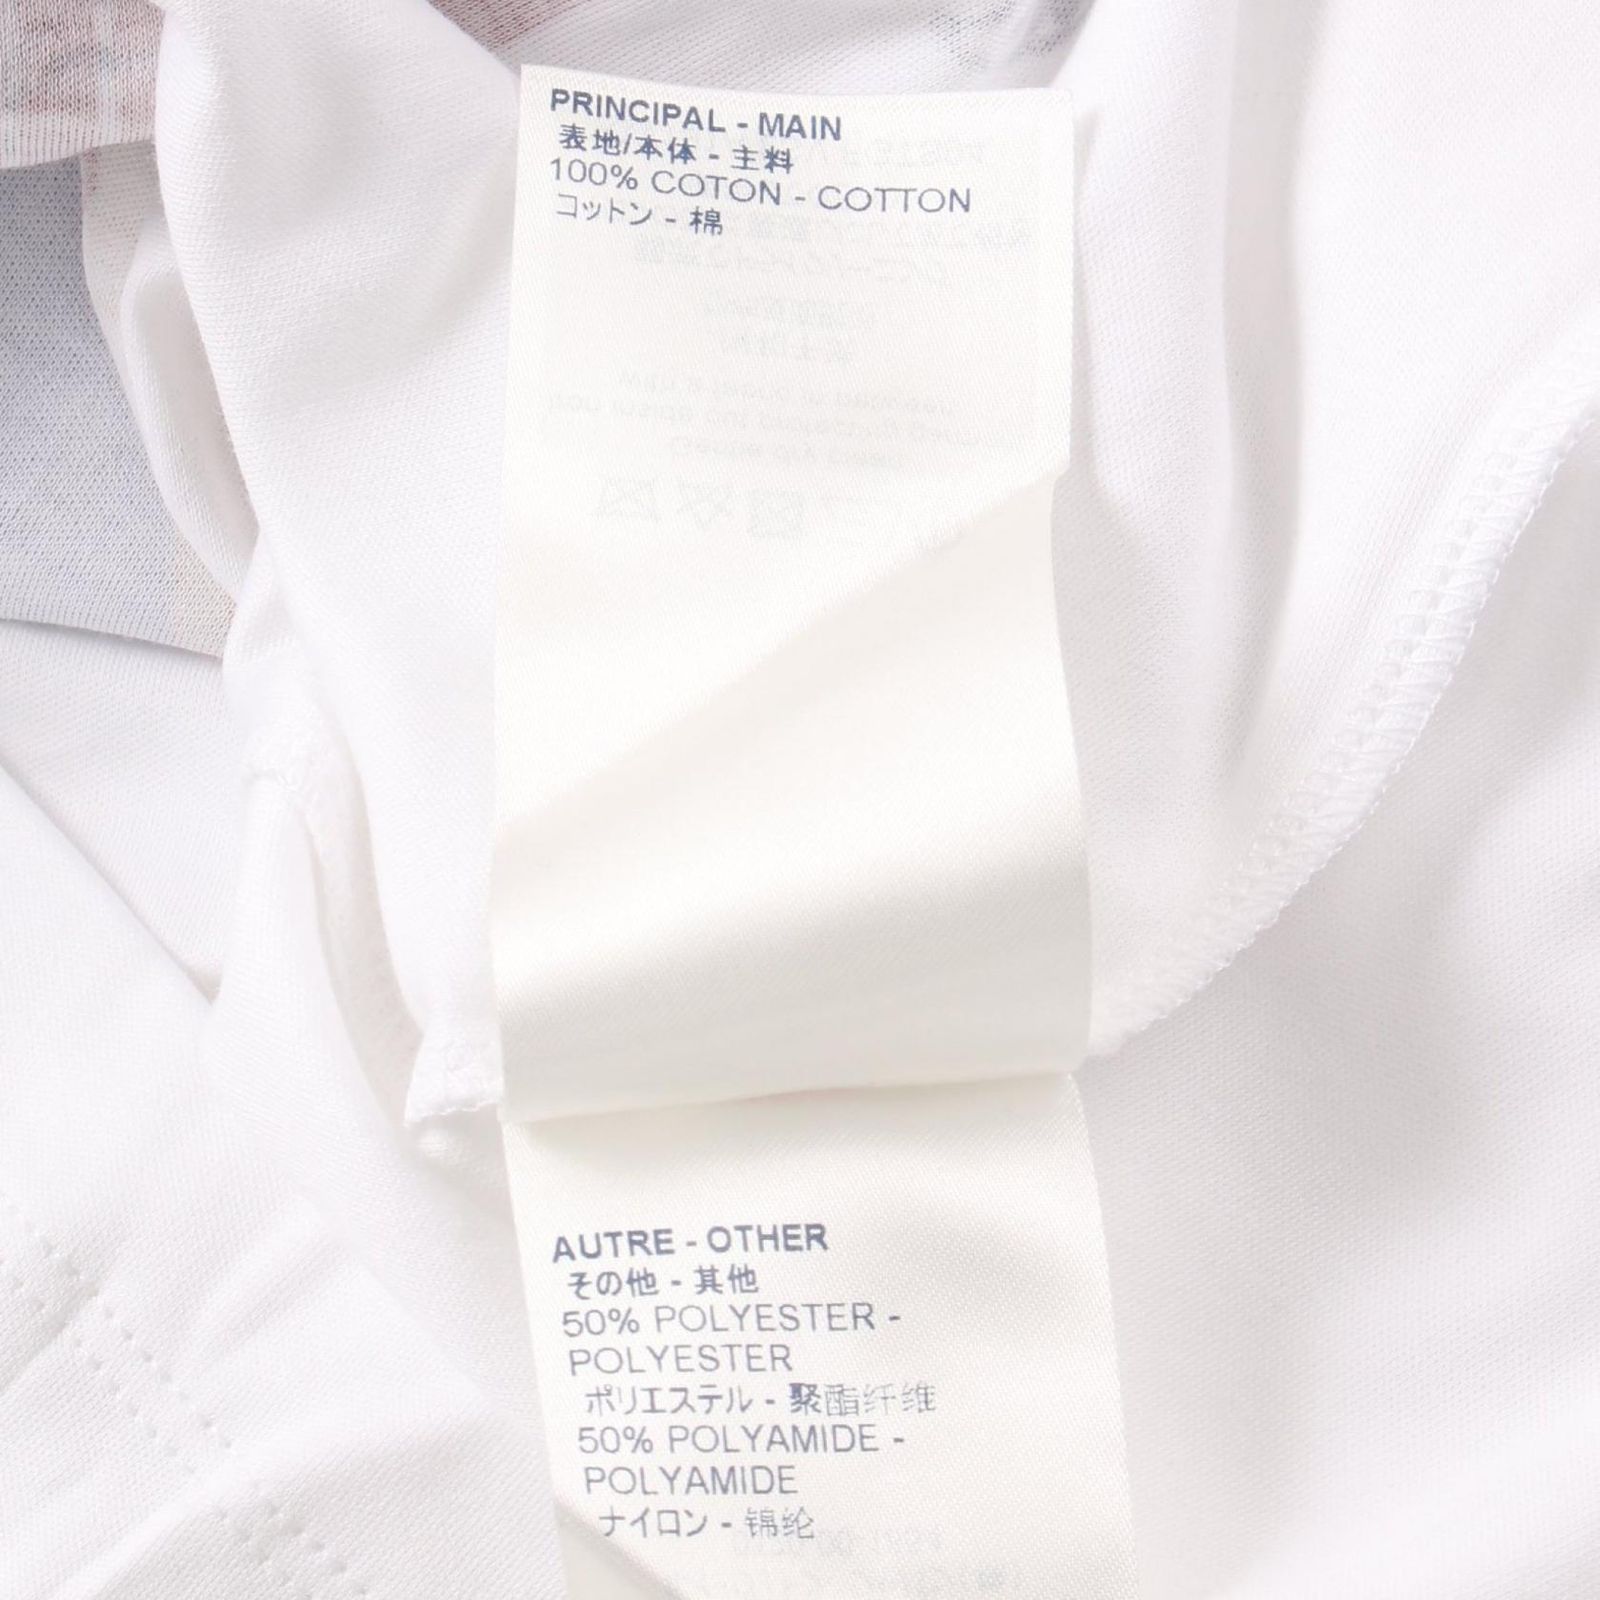 PRINCIPAL - MAIN
表地/本体 - 主料
100% COTON - COTTON
コットン - 棉
AUTRE - OTHER
その他 - 其他
50% POLYESTER -
POLYESTER
ポリエステル - 聚酯纤维
50% POLYAMIDE -
POLYAMIDE
ナイロン - 锦纶